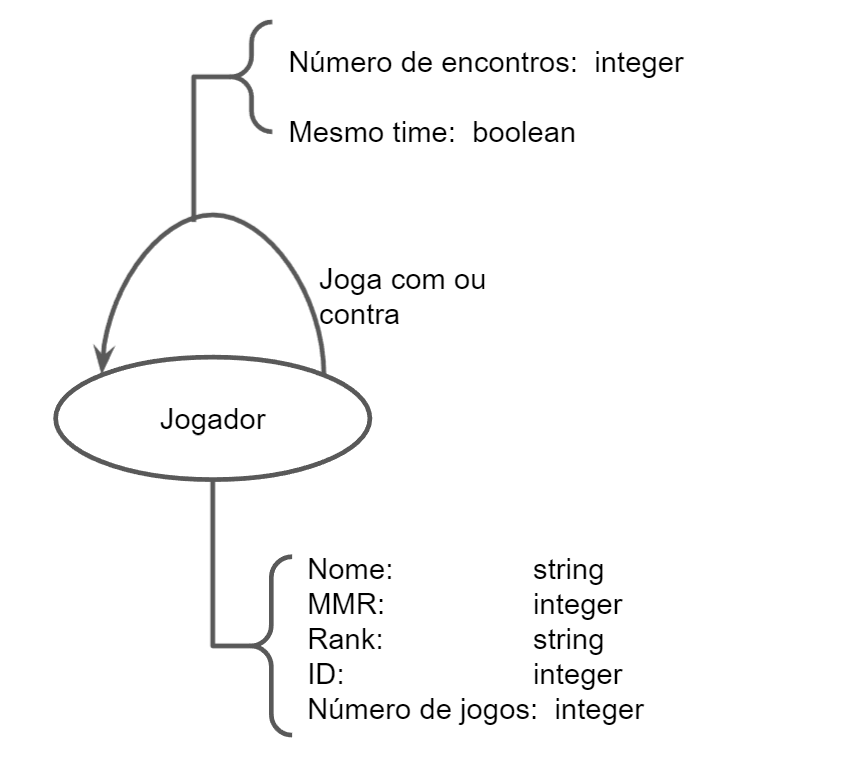 Número de encontros: integer
Mesmo time: boolean
Joga com ou
contra
Jogador
Nome: string
MMR: integer
Rank: string
ID: integer
Número de jogos: integer